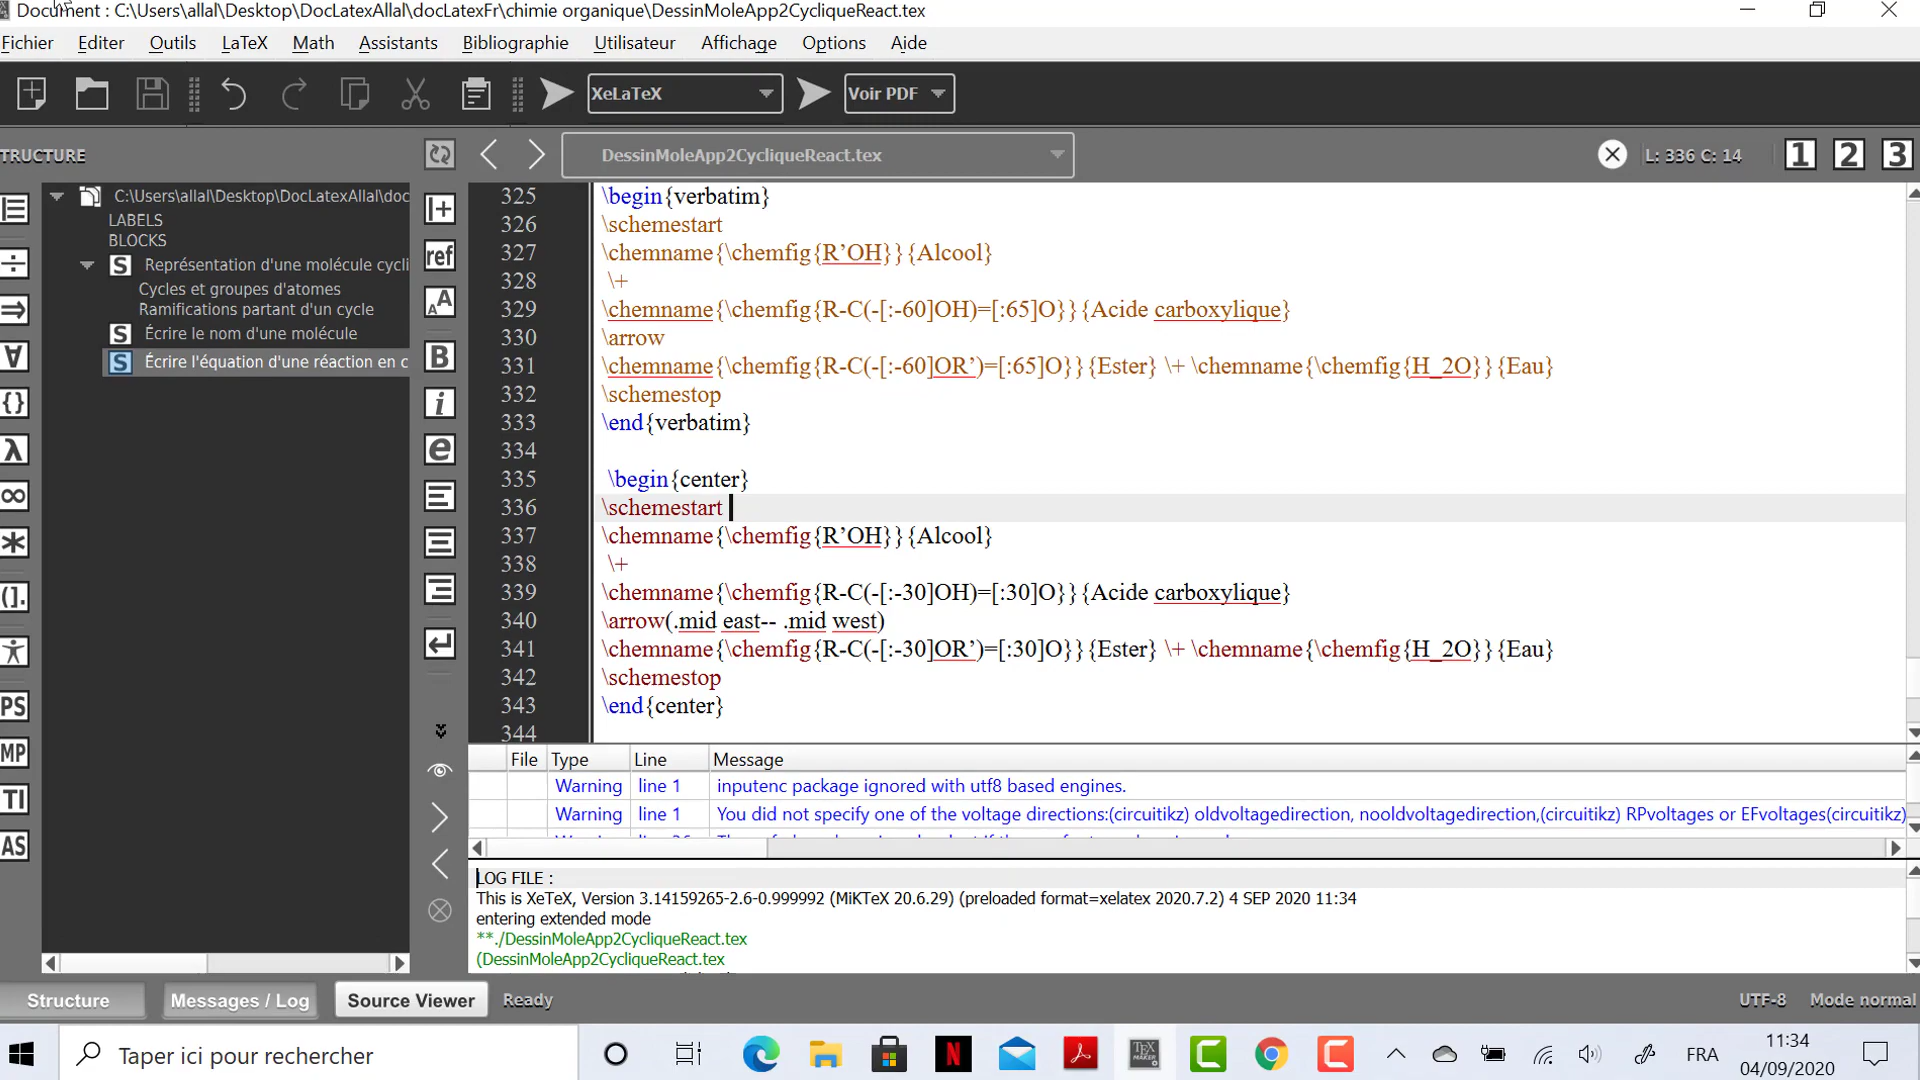 Document : C:\Users\allal\Desktop\DocLatexAllal\docLatexFr\chimie organique\DessinMoleApp2CycliqueReact.tex
Fichier Editer Outils LaTeX Math Assistants Bibliographie Utilisateur Affichage Options Aide
XeLaTeX Voir PDF
TRUCTURE
DessinMoleApp2CycliqueReact.tex
L: 336 C: 14
1 2 3
C:\Users\allal\Desktop\DocLatexAllal\doc
LABELS
BLOCKS
S Représentation d'une molécule cycli
Cycles et groupes d'atomes
Ramifications partant d'un cycle
S Écrire le nom d'une molécule
S Écrire l'équation d'une réaction en c
ref
AA
B
i
e
÷
⇒
∀
{}
λ
∞
*
(].
PS
MP
TI
AS
325 \begin{verbatim}
326 \schemestart
327 \chemname{\chemfig{R’OH}}{Alcool}
328 \+
329 \chemname{\chemfig{R-C(-[:-60]OH)=[:65]O}}{Acide carboxylique}
330 \arrow
331 \chemname{\chemfig{R-C(-[:-60]OR’)=[:65]O}}{Ester} \+ \chemname{\chemfig{H_2O}}{Eau}
332 \schemestop
333 \end{verbatim}
334
335 \begin{center}
336 \schemestart
337 \chemname{\chemfig{R’OH}}{Alcool}
338 \+
339 \chemname{\chemfig{R-C(-[:-30]OH)=[:30]O}}{Acide carboxylique}
340 \arrow(.mid east-- .mid west)
341 \chemname{\chemfig{R-C(-[:-30]OR’)=[:30]O}}{Ester} \+ \chemname{\chemfig{H_2O}}{Eau}
342 \schemestop
343 \end{center}
344
File Type Line Message
Warning line 1 inputenc package ignored with utf8 based engines.
Warning line 1 You did not specify one of the voltage directions:(circuitikz) oldvoltagedirection, nooldvoltagedirection,(circuitikz) RPvoltages or EFvoltages(circuitikz)
LOG FILE :
This is XeTeX, Version 3.14159265-2.6-0.999992 (MiKTeX 20.6.29) (preloaded format=xelatex 2020.7.2) 4 SEP 2020 11:34
entering extended mode
**./DessinMoleApp2CycliqueReact.tex
(DessinMoleApp2CycliqueReact.tex
Structure Messages / Log Source Viewer Ready UTF-8 Mode normal
Taper ici pour rechercher
N
TEX MAKER
FRA
11:34
04/09/2020